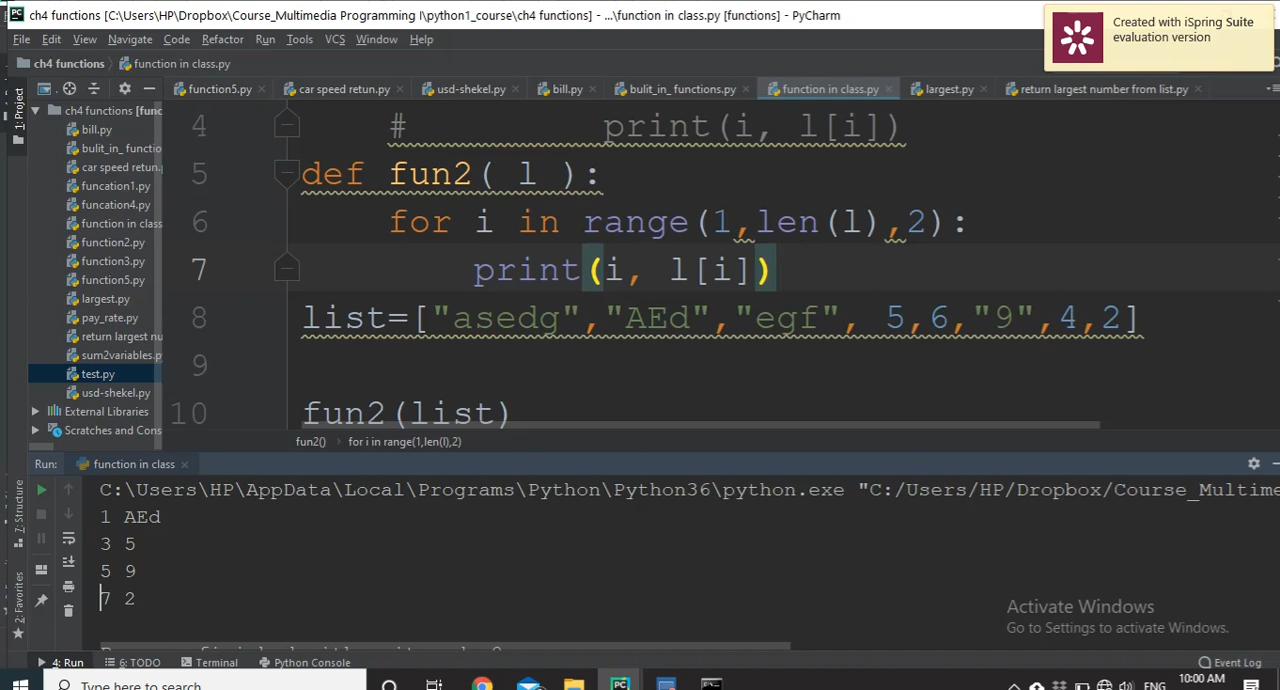 ch4 functions [C:\Users\HP\Dropbox\Course_Multimedia Programming I\python1_course\ch4 functions] - ...\function in class.py [functions] - PyCharm
Created with iSpring Suite
evaluation version
File Edit View Navigate Code Refactor Run Tools VCS Window Help
ch4 functions function in class.py
function5.py car speed retun.py usd-shekel.py bill.py bulit_in_functions.py function in class.py largest.py return largest number from list.py
1: Project
ch4 functions [func
bill.py
bulit_in_functio
car speed retun.
funcation1.py
funcation4.py
function in class
function2.py
function3.py
function5.py
largest.py
pay_rate.py
return largest nu
sum2variables.p
test.py
usd-shekel.py
External Libraries
Scratches and Cons
4 # print(i, l[i])
5 def fun2( l ):
6 for i in range(1,len(l),2):
7 print(i, l[i])
8 list=["asedg","AEd","egf", 5,6,"9",4,2]
9
10 fun2(list)
fun2() for i in range(1,len(l),2)
Run: function in class
7: Structure
2: Favorites
C:\Users\HP\AppData\Local\Programs\Python\Python36\python.exe "C:/Users/HP/Dropbox/Course_Multime
1 AEd
3 5
5 9
7 2
Activate Windows
Go to Settings to activate Windows.
4: Run 6: TODO Terminal Python Console Event Log
Type here to search
ENG
10:00 AM